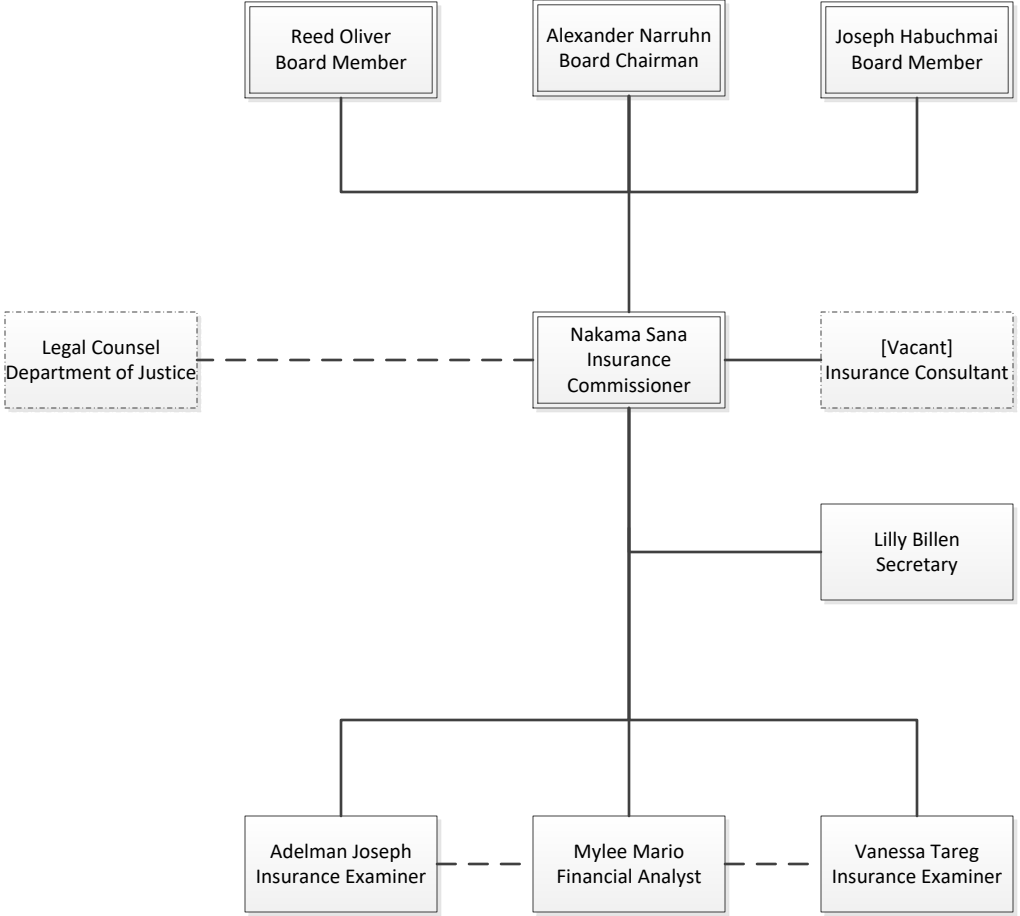 Reed Oliver
Board Member
Alexander Narruhn
Board Chairman
Joseph Habuchmai
Board Member
Legal Counsel
Department of Justice
Nakama Sana
Insurance
Commissioner
[Vacant]
Insurance Consultant
Lilly Billen
Secretary
Adelman Joseph
Insurance Examiner
Mylee Mario
Financial Analyst
Vanessa Tareg
Insurance Examiner